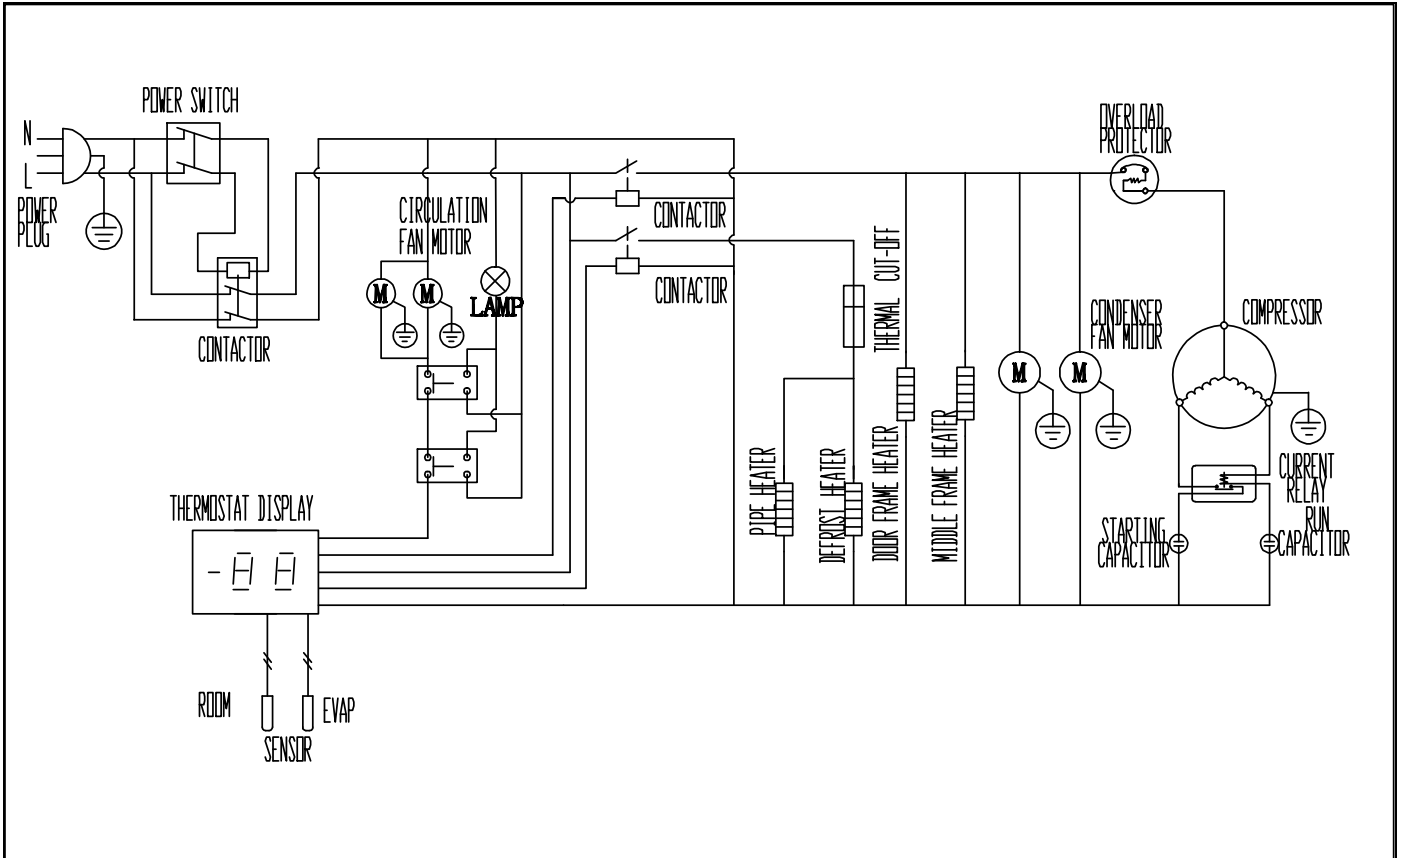 POWER SWITCH
N
L
POWER
PLUG
OVERLOAD
PROTECTOR
CIRCULATION
FAN MOTOR
CONTACTOR
M
M
LAMP
CONTACTOR
THERMAL CUT-OFF
CONDENSER
FAN MOTOR
COMPRESSOR
CONTACTOR
M
M
PIPE HEATER
DEFROST HEATER
DOOR FRAME HEATER
MIDDLE FRAME HEATER
CURRENT
RELAY
RUN
CAPACITOR
STARTING
CAPACITOR
THERMOSTAT DISPLAY
-88
ROOM
EVAP
SENSOR